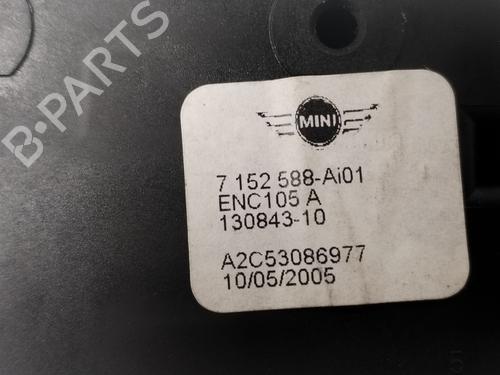 B-PARTS
MINI
7 152 588-Ai01
ENC105 A
130843-10
A2C53086977
10/05/2005